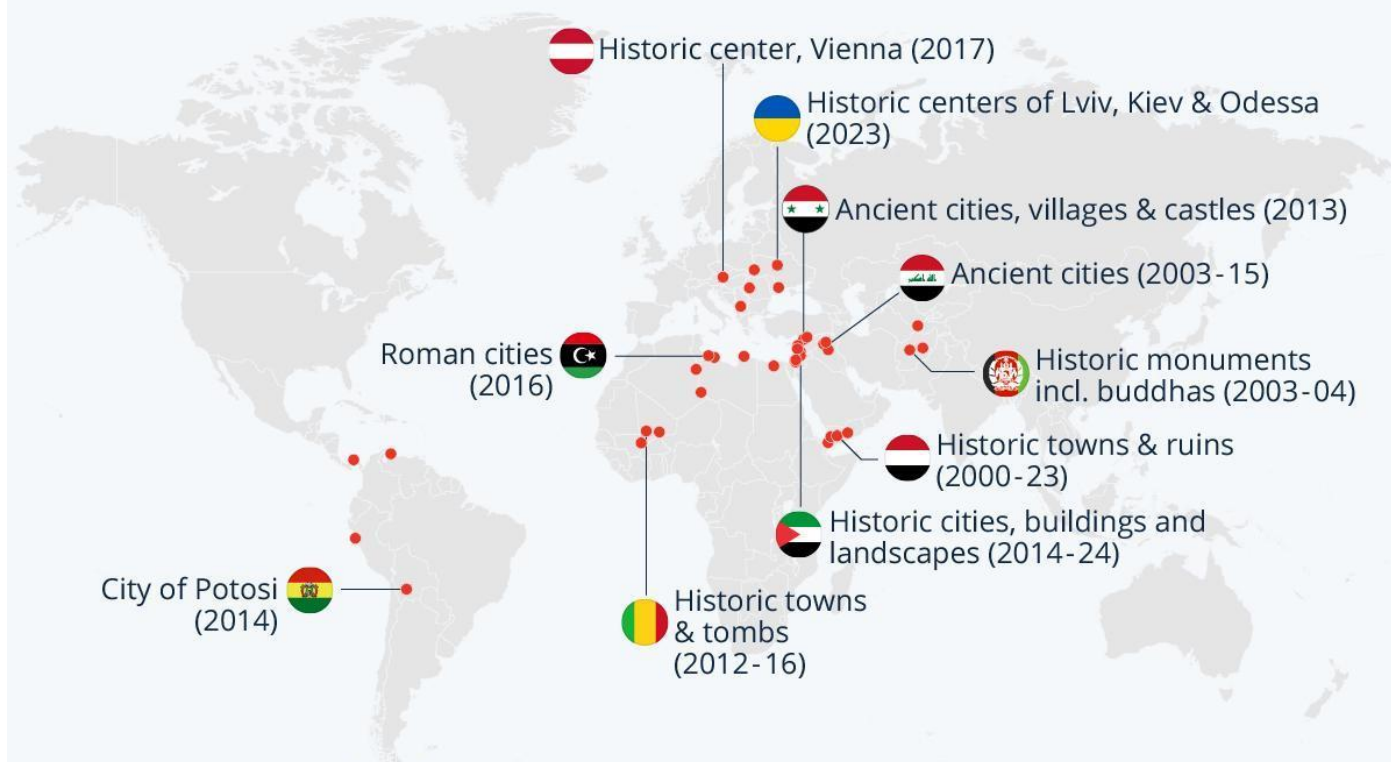 Historic center, Vienna (2017)
Historic centers of Lviv, Kiev & Odessa
(2023)
Ancient cities, villages & castles (2013)
Ancient cities (2003-15)
Roman cities
(2016)
Historic monuments
incl. buddhas (2003-04)
Historic towns & ruins
(2000-23)
Historic cities, buildings and
landscapes (2014-24)
City of Potosi
(2014)
Historic towns
& tombs
(2012-16)